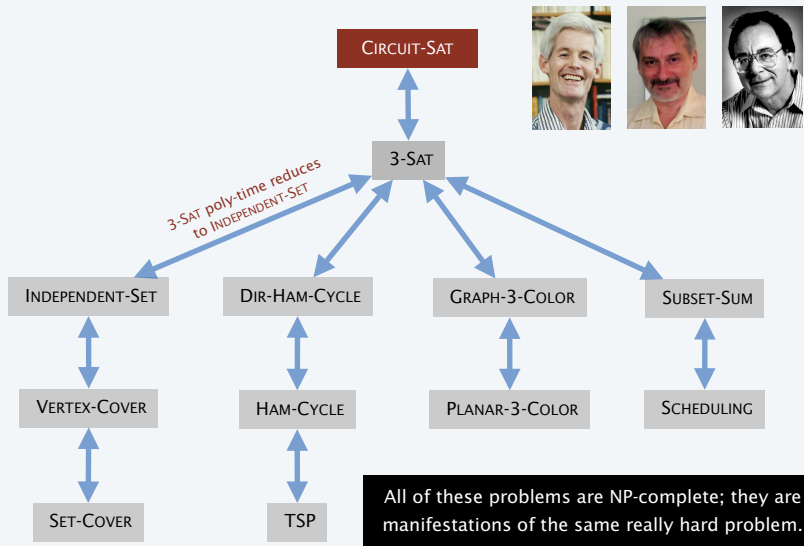 CIRCUIT-SAT
3-SAT
3-SAT poly-time reduces
to INDEPENDENT-SET
INDEPENDENT-SET
DIR-HAM-CYCLE
GRAPH-3-COLOR
SUBSET-SUM
VERTEX-COVER
HAM-CYCLE
PLANAR-3-COLOR
SCHEDULING
SET-COVER
TSP
All of these problems are NP-complete; they are
manifestations of the same really hard problem.